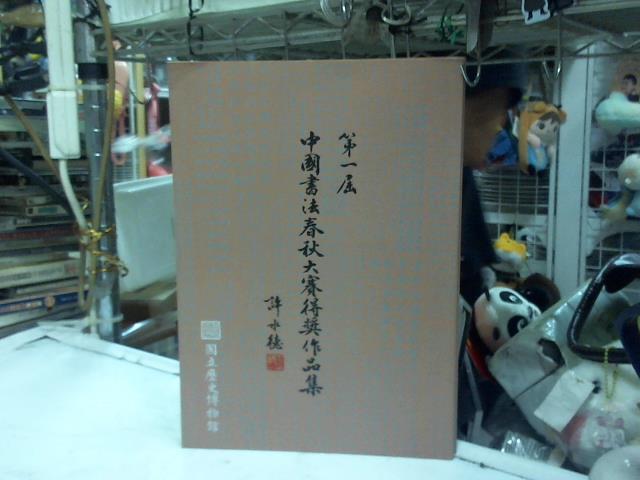 第一屆
中國書法春秋大賽得獎作品集
許水德
國立歷史博物館